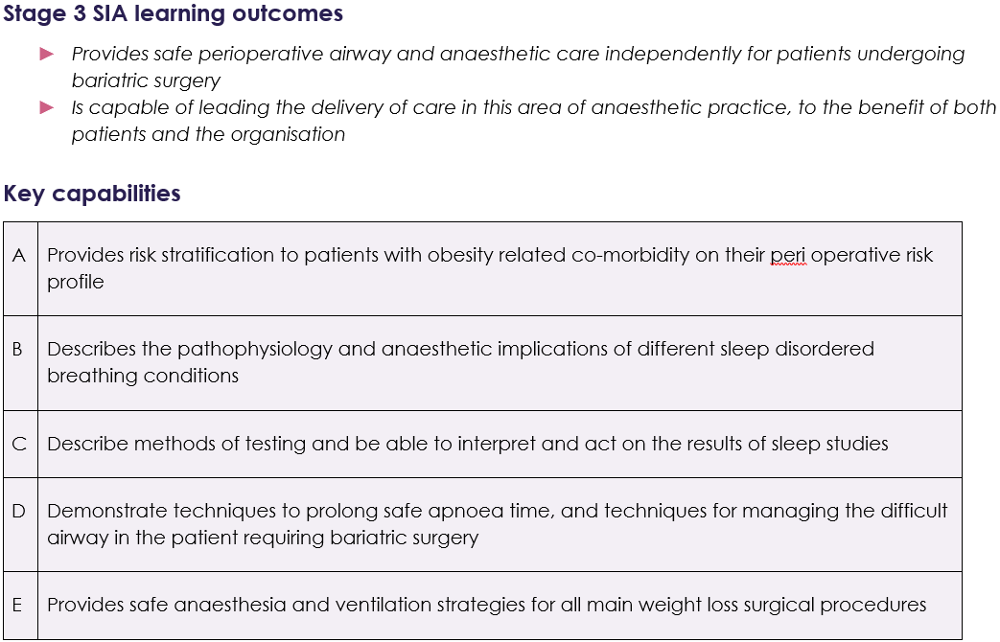 Stage 3 SIA learning outcomes
Provides safe perioperative airway and anaesthetic care independently for patients undergoing
bariatric surgery
Is capable of leading the delivery of care in this area of anaesthetic practice, to the benefit of both
patients and the organisation
Key capabilities
A Provides risk stratification to patients with obesity related co-morbidity on their peri operative risk
profile
B Describes the pathophysiology and anaesthetic implications of different sleep disordered
breathing conditions
C Describe methods of testing and be able to interpret and act on the results of sleep studies
D Demonstrate techniques to prolong safe apnoea time, and techniques for managing the difficult
airway in the patient requiring bariatric surgery
E Provides safe anaesthesia and ventilation strategies for all main weight loss surgical procedures